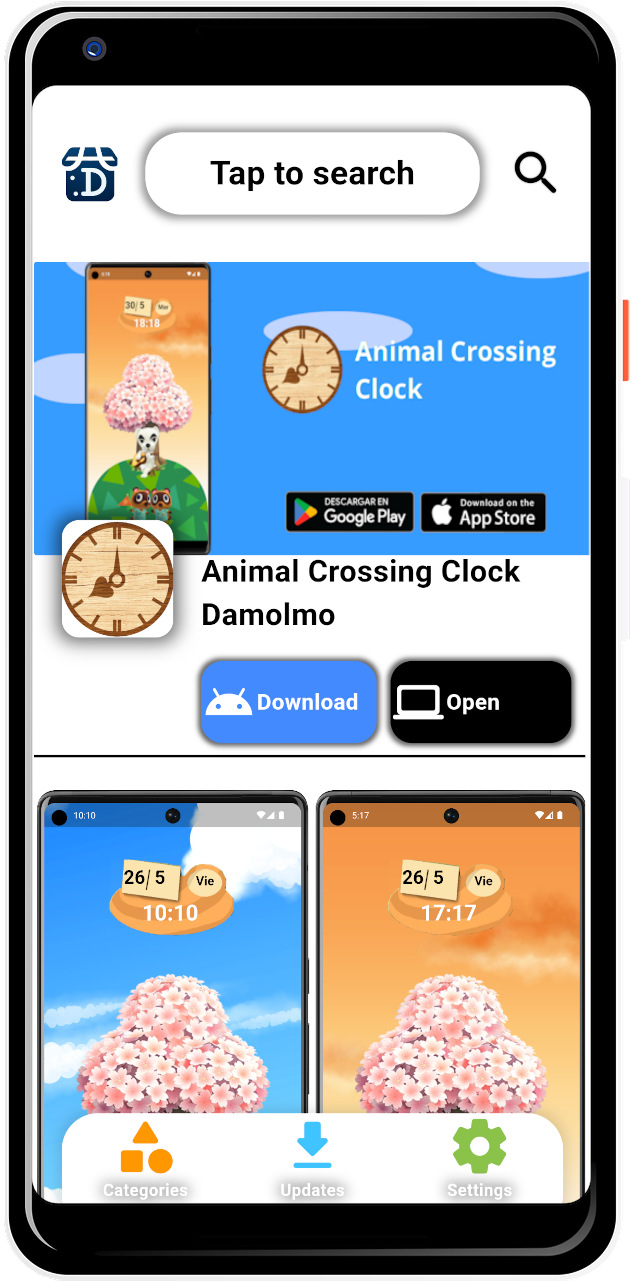 D
Tap to search
30/ 5 Mar
18:18
Animal Crossing
Clock
DESCARGAR EN
Google Play
Download on the
App Store
Animal Crossing Clock
Damolmo
Download
Open
10:10
26/ 5 Vie
10:10
5:17
26/ 5 Vie
17:17
Categories
Updates
Settings